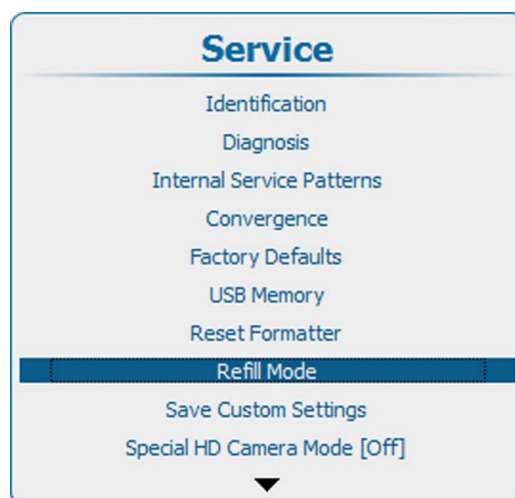 Service
Identification
Diagnosis
Internal Service Patterns
Convergence
Factory Defaults
USB Memory
Reset Formatter
Refill Mode
Save Custom Settings
Special HD Camera Mode [Off]